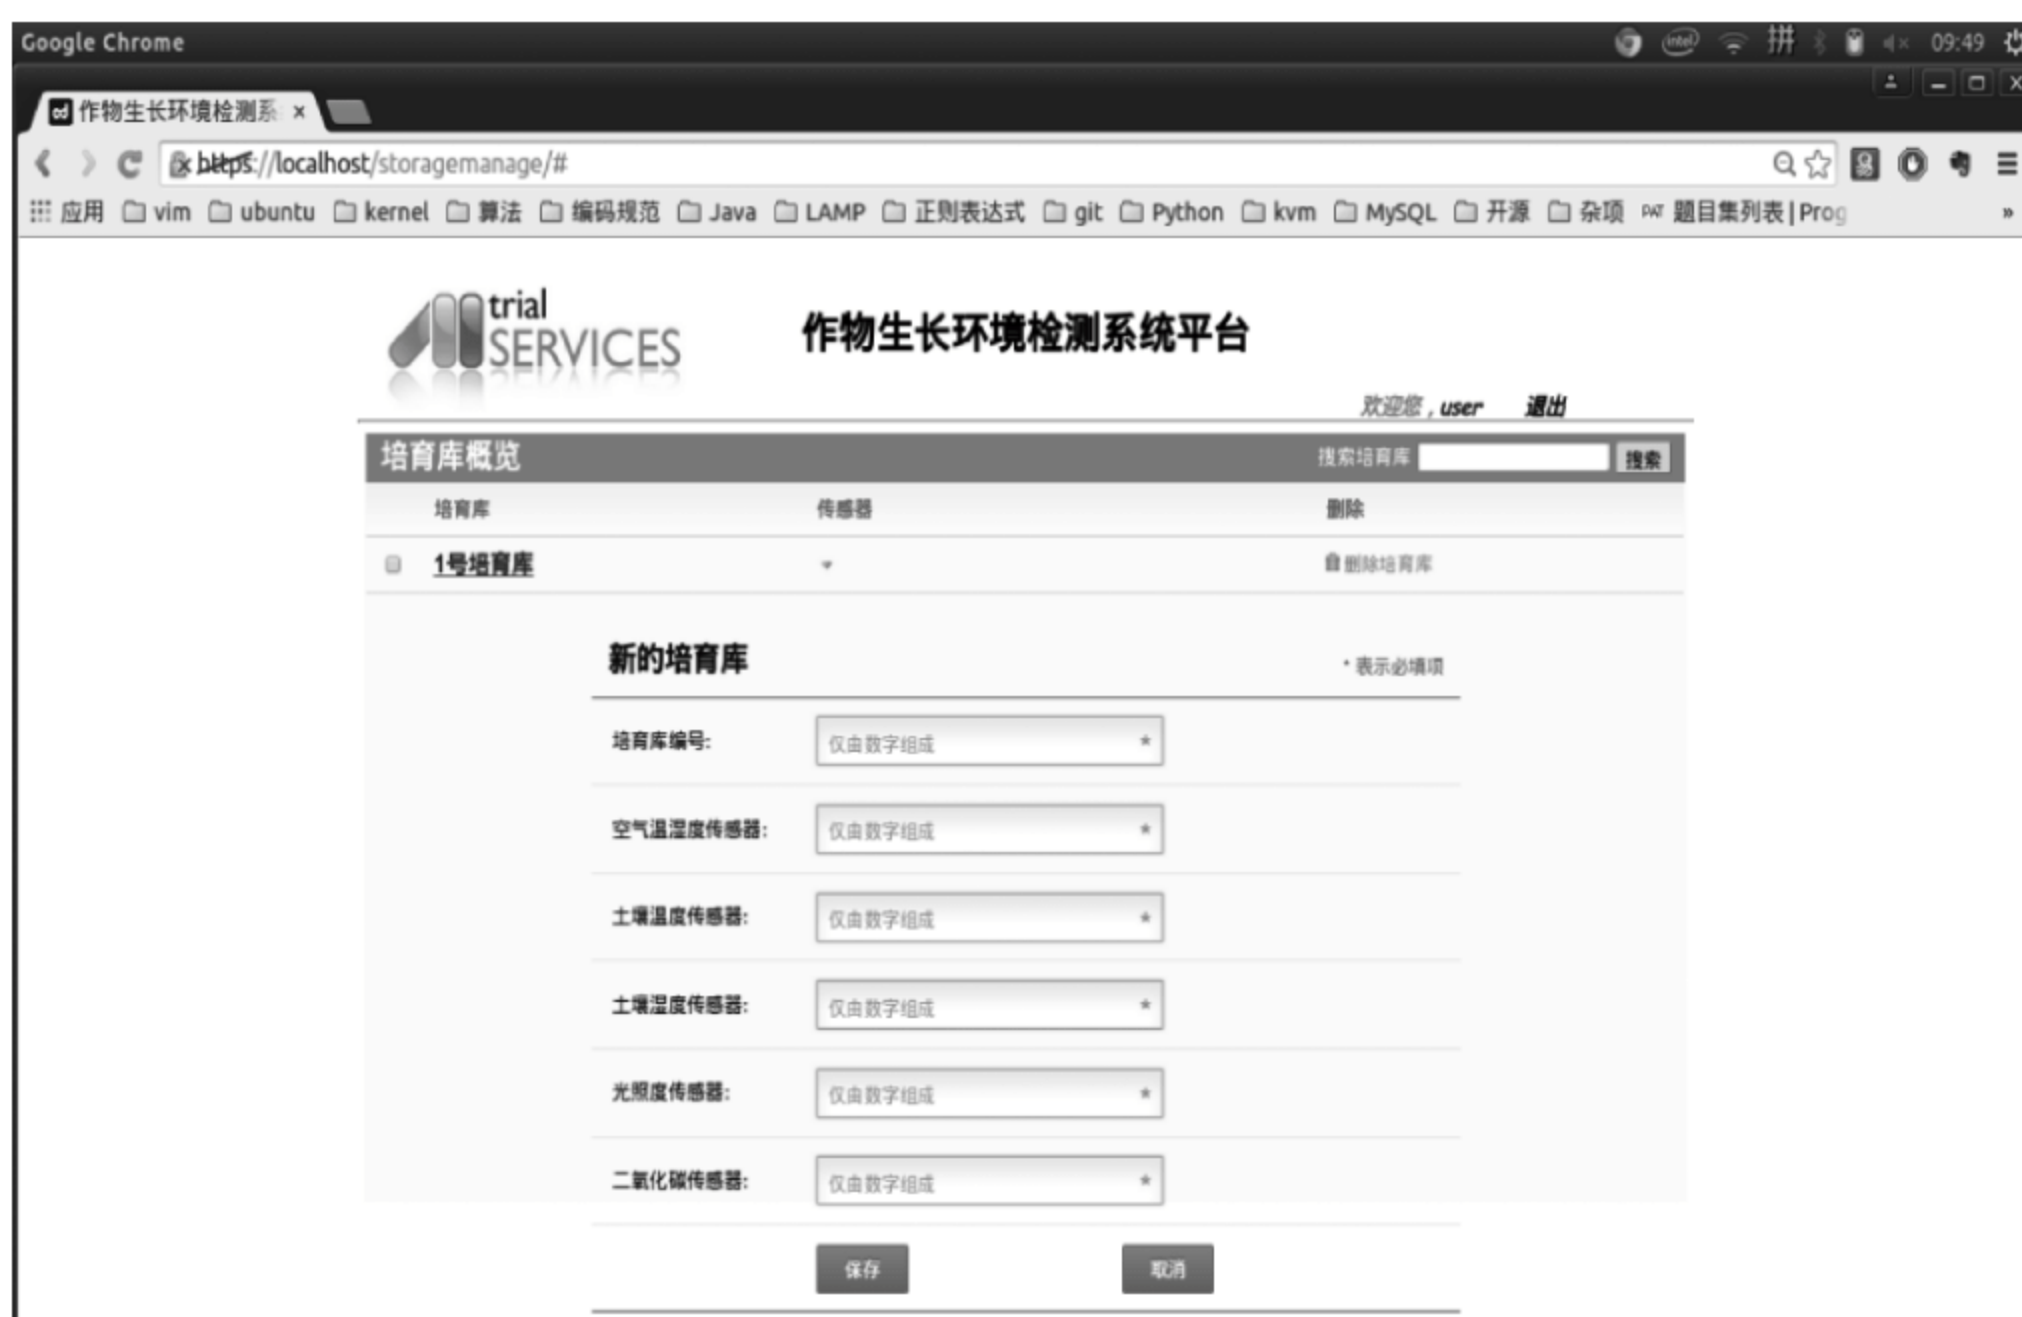 Google Chrome
intel 拼 09:49
作物生长环境检测系
https://localhost/storagemanage/#
应用 vim ubuntu kernel 算法 编码规范 Java LAMP 正则表达式 git Python kvm MySQL 开源 杂项 PAT 题目集列表 | Prog »
trial
SERVICES
作物生长环境检测系统平台
欢迎您 , user 退出
培育库概览 搜索培育库 搜索
培育库 传感器 删除
1号培育库 删除培育库
新的培育库 * 表示必填项
培育库编号: 仅由数字组成 *
空气温湿度传感器: 仅由数字组成 *
土壤温度传感器: 仅由数字组成 *
土壤湿度传感器: 仅由数字组成 *
光照度传感器: 仅由数字组成 *
二氧化碳传感器: 仅由数字组成 *
保存 取消